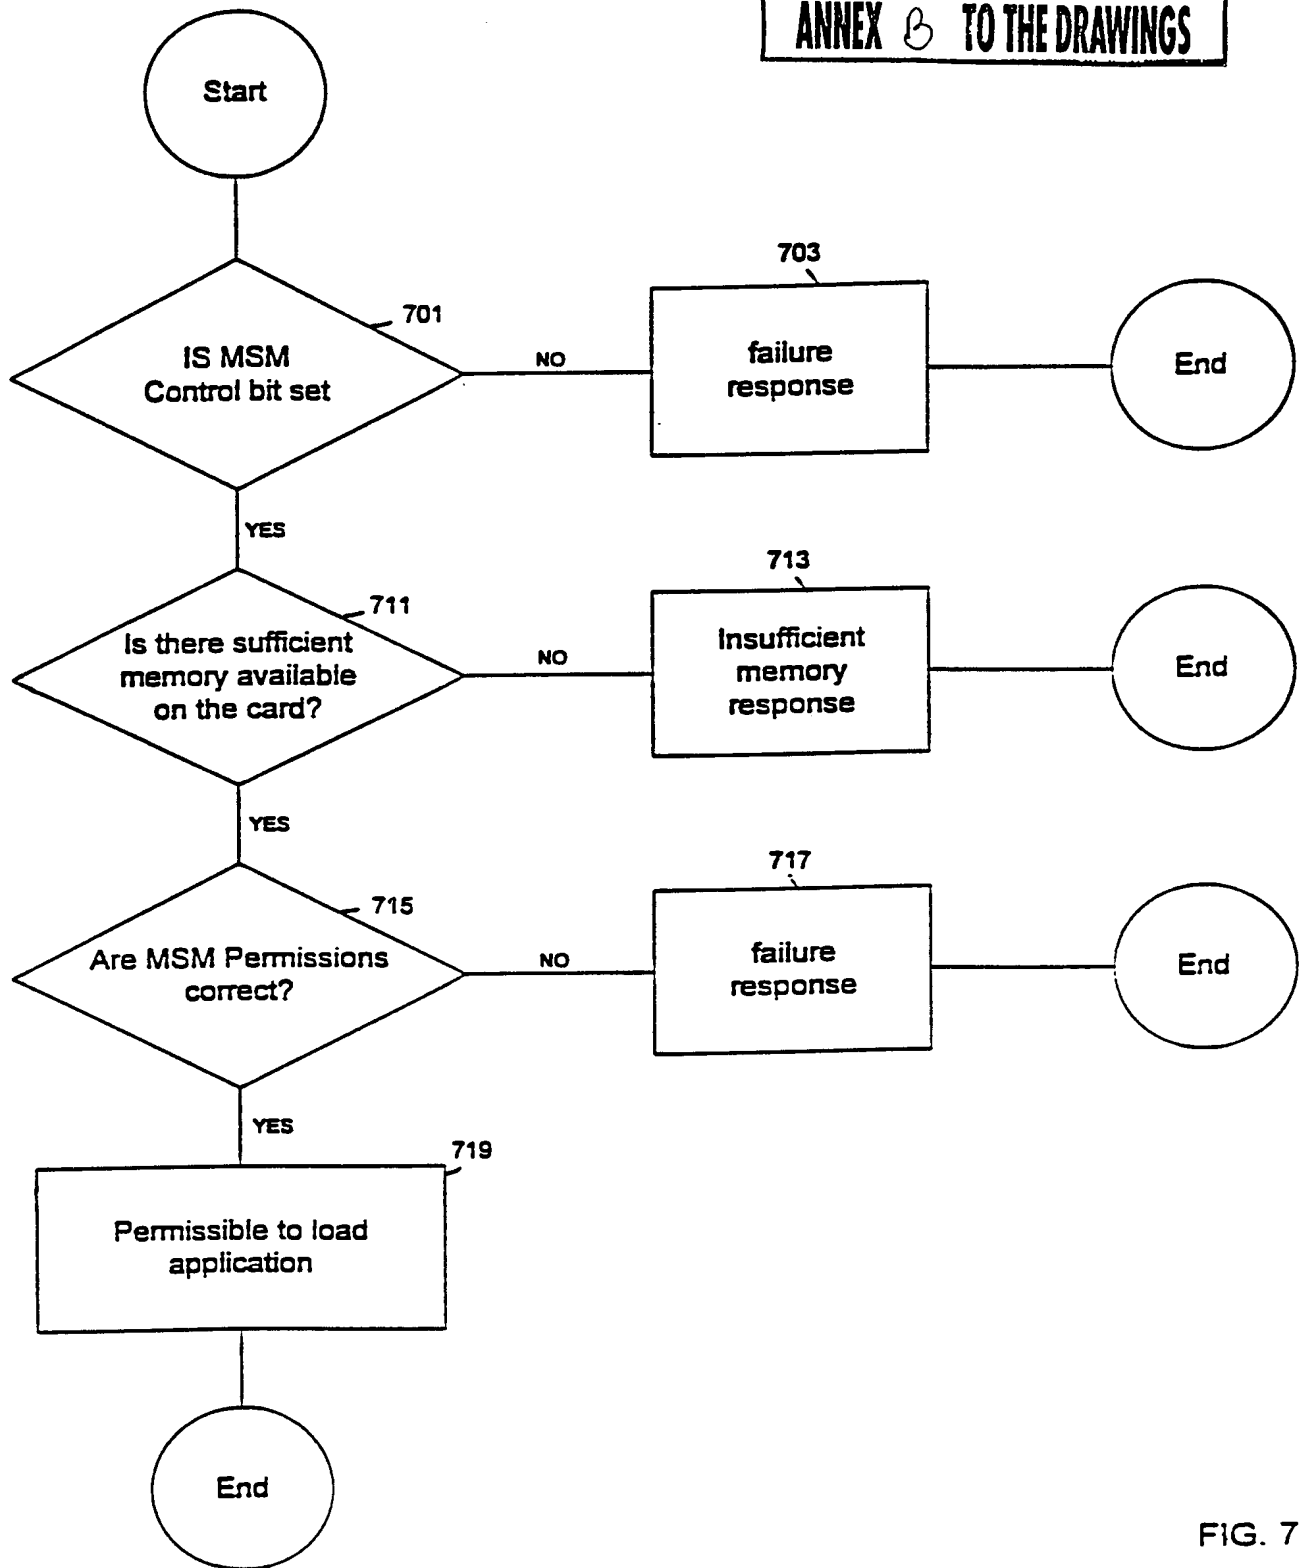 ANNEX B TO THE DRAWINGS
Start
701
IS MSM
Control bit set
NO
703
failure
response
End
YES
711
Is there sufficient
memory available
on the card?
NO
713
Insufficient
memory
response
End
YES
715
Are MSM Permissions
correct?
NO
717
failure
response
End
YES
719
Permissible to load
application
End
FIG. 7